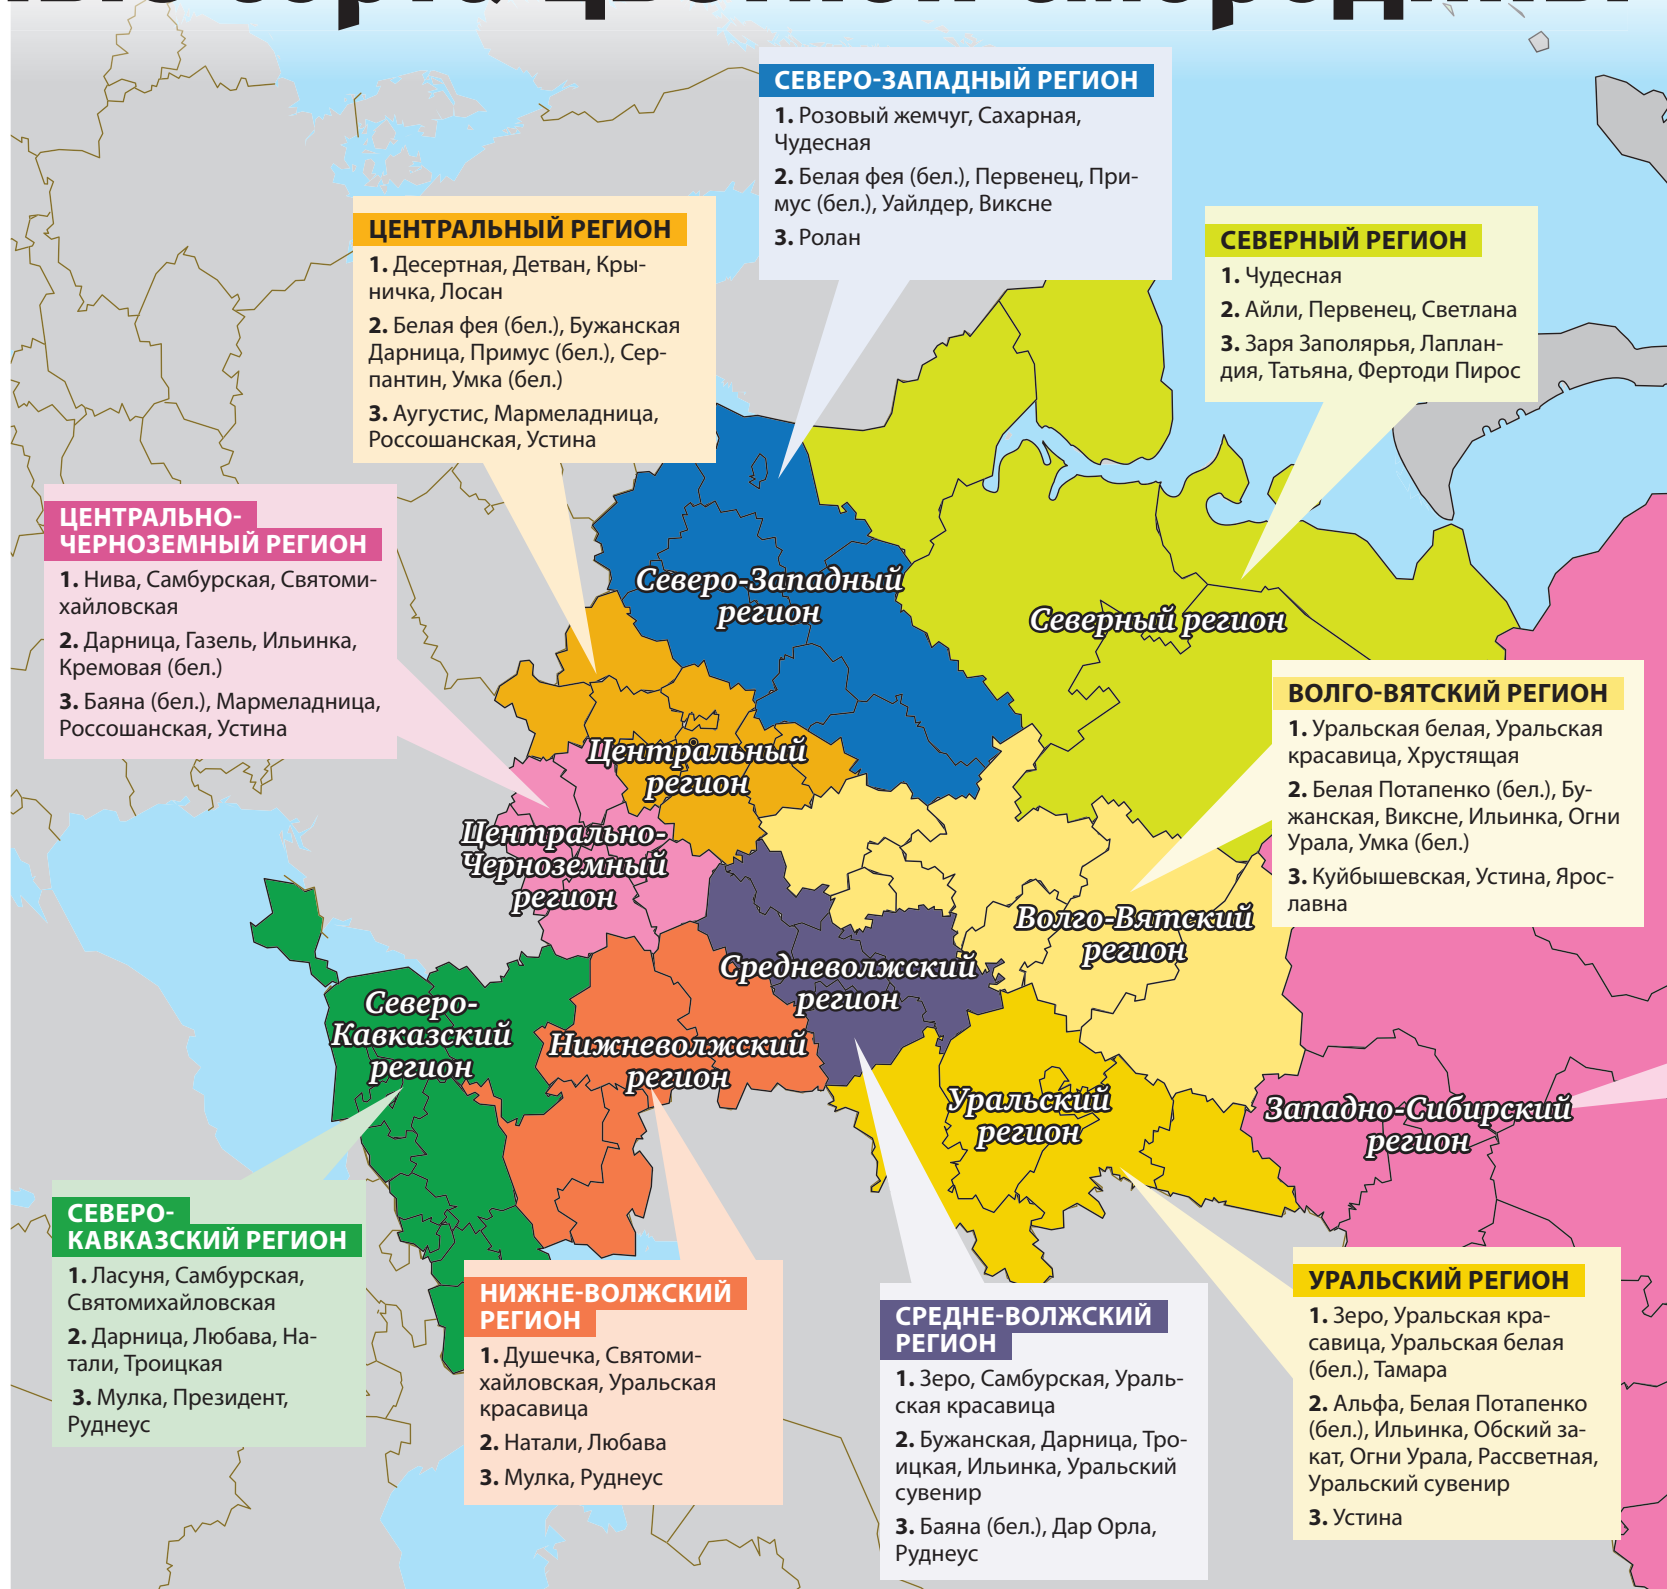 сорта цветной смородины
СЕВЕРО-ЗАПАДНЫЙ РЕГИОН
1. Розовый жемчуг, Сахарная,
Чудесная
2. Белая фея (бел.), Первенец, При-
мус (бел.), Уайлдер, Виксне
3. Ролан
ЦЕНТРАЛЬНЫЙ РЕГИОН
1. Десертная, Детван, Кры-
ничка, Лосан
2. Белая фея (бел.), Бужанская
Дарница, Примус (бел.), Сер-
пантин, Умка (бел.)
3. Аугустис, Мармеладница,
Россошанская, Устина
СЕВЕРНЫЙ РЕГИОН
1. Чудесная
2. Айли, Первенец, Светлана
3. Заря Заполярья, Лаплан-
дия, Татьяна, Фертоди Пирос
ЦЕНТРАЛЬНО-
ЧЕРНОЗЕМНЫЙ РЕГИОН
1. Нива, Самбурская, Святоми-
хайловская
2. Дарница, Газель, Ильинка,
Кремовая (бел.)
3. Баяна (бел.), Мармеладница,
Россошанская, Устина
Северо-Западный
регион
Северный регион
ВОЛГО-ВЯТСКИЙ РЕГИОН
1. Уральская белая, Уральская
красавица, Хрустящая
2. Белая Потапенко (бел.), Бу-
жанская, Виксне, Ильинка, Огни
Урала, Умка (бел.)
3. Куйбышевская, Устина, Ярос-
лавна
Центральный
регион
Центрально-
Черноземный
регион
Волго-Вятский
регион
Средневолжский
регион
Северо-
Кавказский
регион
Нижневолжский
регион
Уральский
регион
Западно-Сибирский
регион
СЕВЕРО-
КАВКАЗСКИЙ РЕГИОН
1. Ласуня, Самбурская,
Святомихайловская
2. Дарница, Любава, На-
тали, Троицкая
3. Мулка, Президент,
Руднеус
НИЖНЕ-ВОЛЖСКИЙ
РЕГИОН
1. Душечка, Святоми-
хайловская, Уральская
красавица
2. Натали, Любава
3. Мулка, Руднеус
СРЕДНЕ-ВОЛЖСКИЙ
РЕГИОН
1. Зеро, Самбурская, Ураль-
ская красавица
2. Бужанская, Дарница, Тро-
ицкая, Ильинка, Уральский
сувенир
3. Баяна (бел.), Дар Орла,
Руднеус
УРАЛЬСКИЙ РЕГИОН
1. Зеро, Уральская кра-
савица, Уральская белая
(бел.), Тамара
2. Альфа, Белая Потапенко
(бел.), Ильинка, Обский за-
кат, Огни Урала, Рассветная,
Уральский сувенир
3. Устина